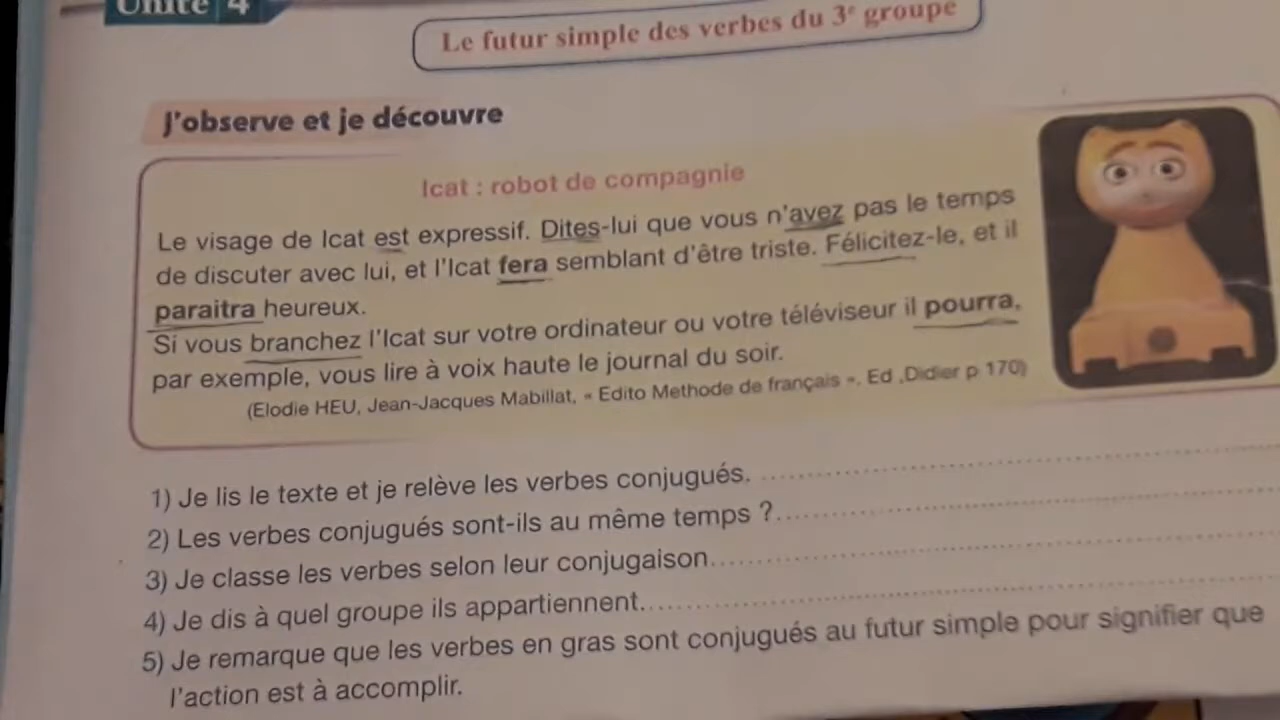 Unité 4
Le futur simple des verbes du 3e groupe
J'observe et je découvre
Icat : robot de compagnie
Le visage de Icat est expressif. Dites-lui que vous n'avez pas le temps
de discuter avec lui, et l'Icat fera semblant d'être triste. Félicitez-le, et il
paraitra heureux.
Si vous branchez l'Icat sur votre ordinateur ou votre téléviseur il pourra,
par exemple, vous lire à voix haute le journal du soir.
(Elodie HEU, Jean-Jacques Mabillat, « Edito Methode de français ». Ed .Didier p 170)
1) Je lis le texte et je relève les verbes conjugués. ........................................
2) Les verbes conjugués sont-ils au même temps ?........................................
3) Je classe les verbes selon leur conjugaison........................................
4) Je dis à quel groupe ils appartiennent........................................
5) Je remarque que les verbes en gras sont conjugués au futur simple pour signifier que
l'action est à accomplir.